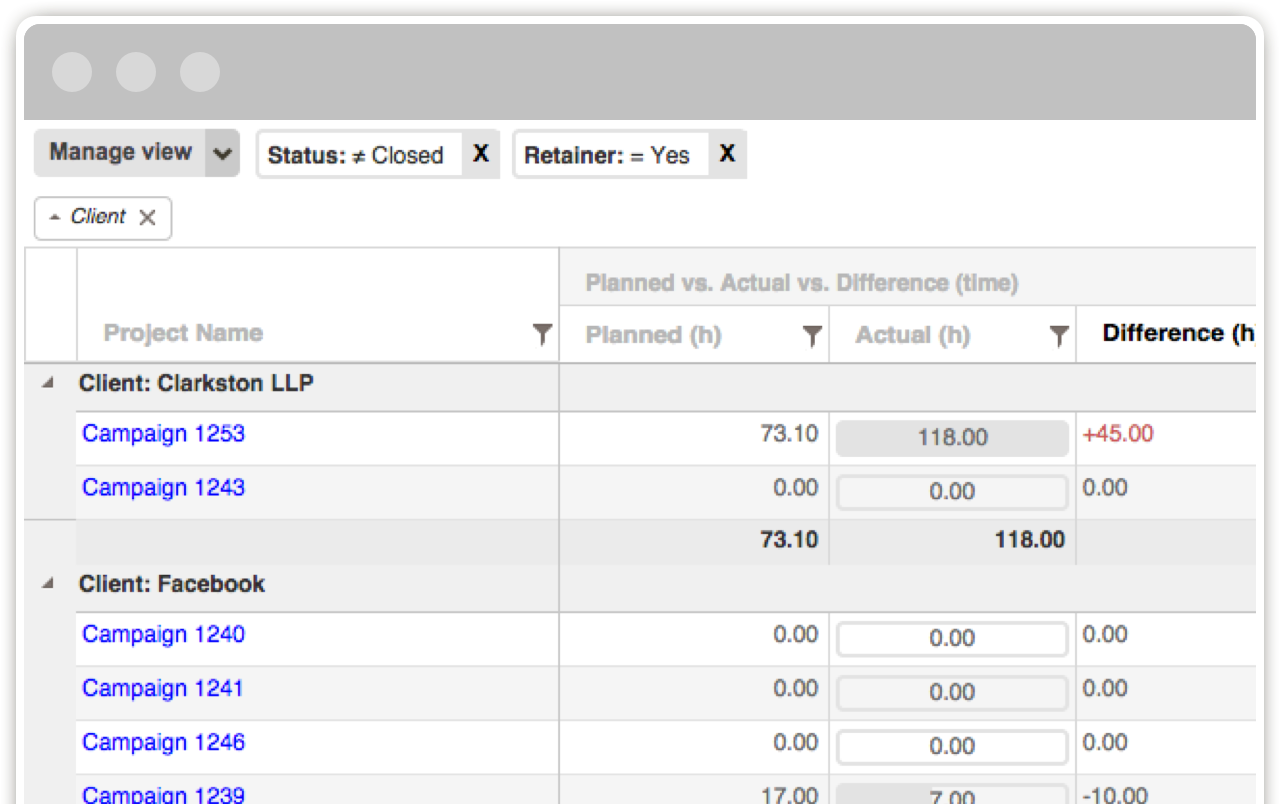 Manage view Status: ≠ Closed X Retainer: = Yes X
Client
Planned vs. Actual vs. Difference (time)
Project Name Planned (h) Actual (h) Difference (h
Client: Clarkston LLP
Campaign 1253 73.10 118.00 +45.00
Campaign 1243 0.00 0.00 0.00
73.10 118.00
Client: Facebook
Campaign 1240 0.00 0.00 0.00
Campaign 1241 0.00 0.00 0.00
Campaign 1246 0.00 0.00 0.00
Campaign 1239 17.00 7.00 -10.00